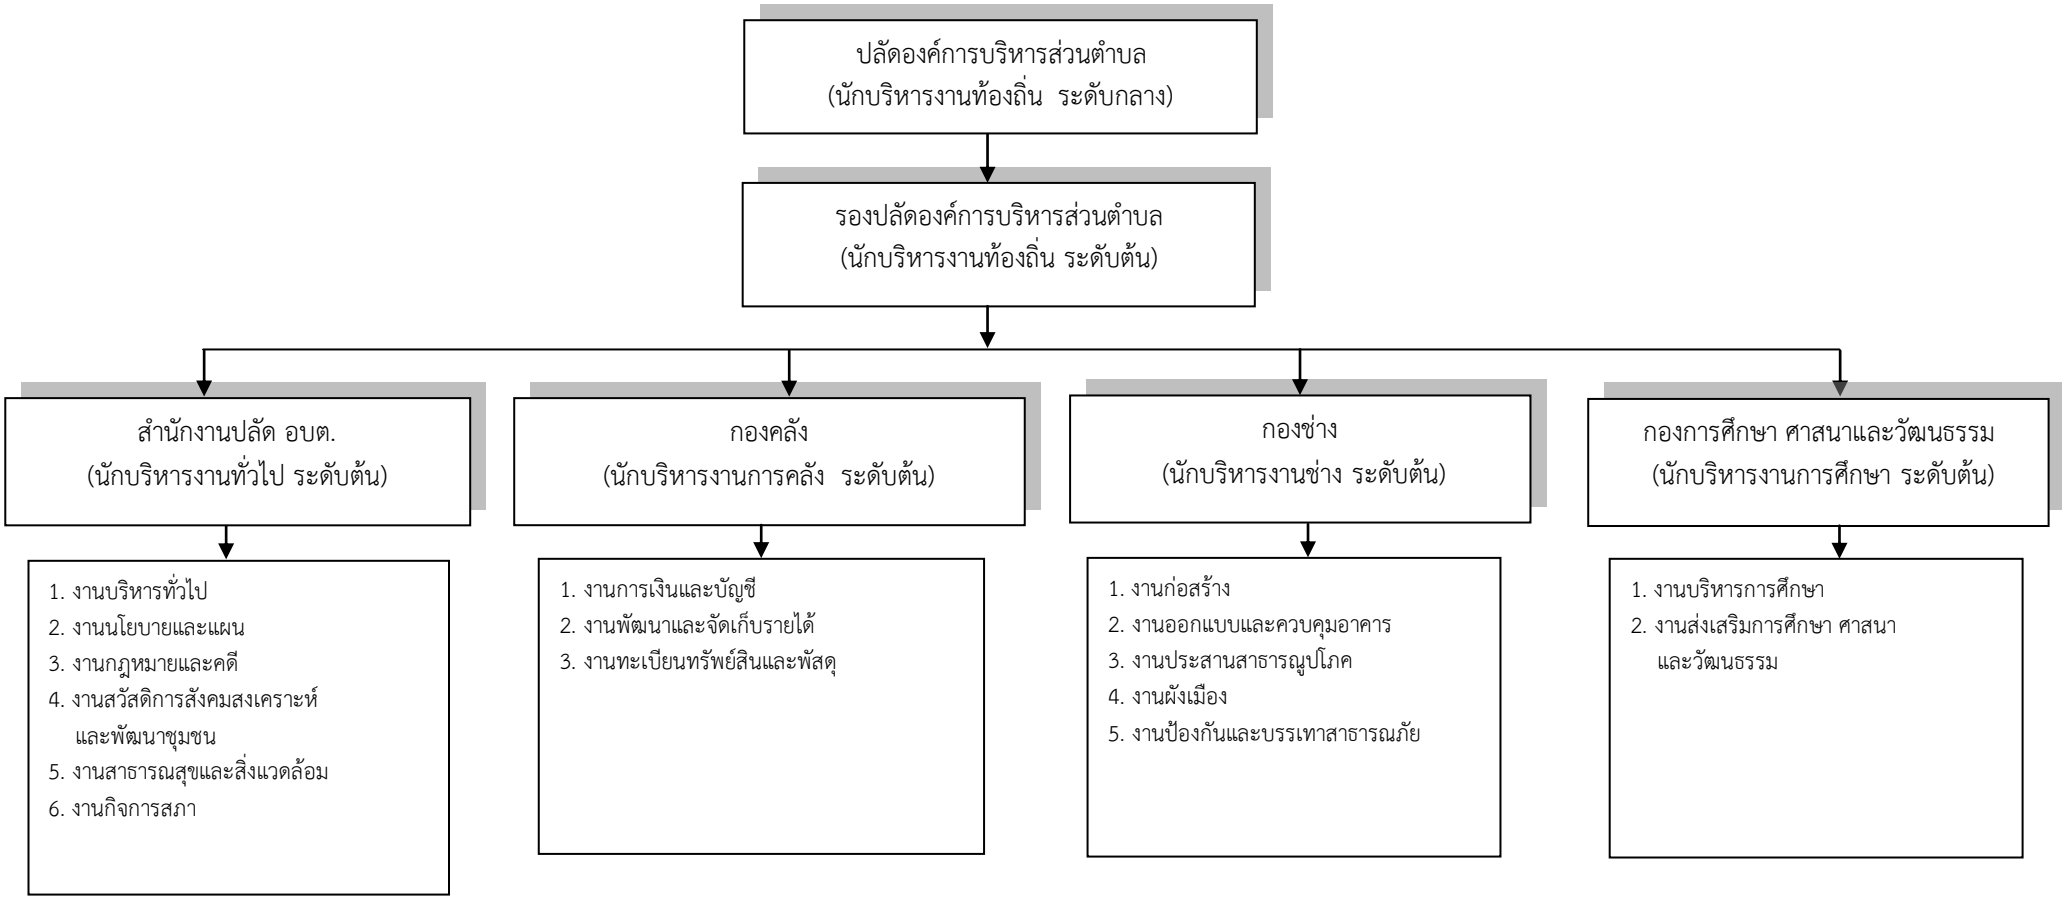 ปลัดองค์การบริหารส่วนตำบล
(นักบริหารงานท้องถิ่น ระดับกลาง)
รองปลัดองค์การบริหารส่วนตำบล
(นักบริหารงานท้องถิ่น ระดับต้น)
สำนักงานปลัด อบต.
(นักบริหารงานทั่วไป ระดับต้น)
1. งานบริหารทั่วไป
2. งานนโยบายและแผน
3. งานกฎหมายและคดี
4. งานสวัสดิการสังคมสงเคราะห์
และพัฒนาชุมชน
5. งานสาธารณสุขและสิ่งแวดล้อม
6. งานกิจการสภา
กองคลัง
(นักบริหารงานการคลัง ระดับต้น)
1. งานการเงินและบัญชี
2. งานพัฒนาและจัดเก็บรายได้
3. งานทะเบียนทรัพย์สินและพัสดุ
กองช่าง
(นักบริหารงานช่าง ระดับต้น)
1. งานก่อสร้าง
2. งานออกแบบและควบคุมอาคาร
3. งานประสานสาธารณูปโภค
4. งานผังเมือง
5. งานป้องกันและบรรเทาสาธารณภัย
กองการศึกษา ศาสนาและวัฒนธรรม
(นักบริหารงานการศึกษา ระดับต้น)
1. งานบริหารการศึกษา
2. งานส่งเสริมการศึกษา ศาสนา
และวัฒนธรรม